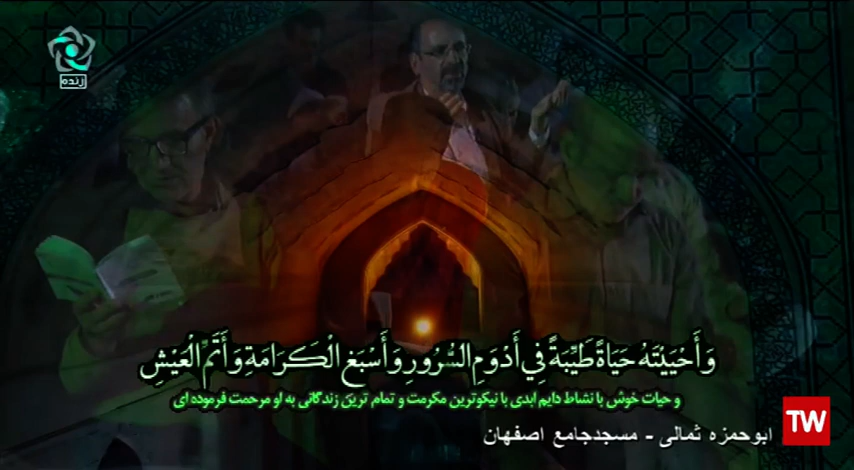 زنده
وَأَحْيَيْتَهُ حَيَاةً طَيِّبَةً فِي أَدْوَمِ السُّرُورِ وَأَسْبَغِ الْكَرَامَةِ وَأَتَمِّ الْعَيْشِ
و حیات خوش با نشاط دایم ابدی با نیکوترین مکرمت و تمام ترین زندگانی به او مرحمت فرموده ای
ابوحمزه ثمالی - مسجدجامع اصفهان
TW